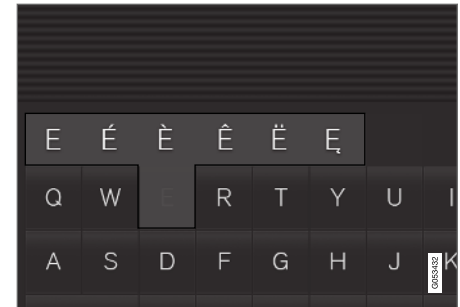 E É È Ê Ë Ę
Q W E R T Y U I
A S D F G H J K
G053432